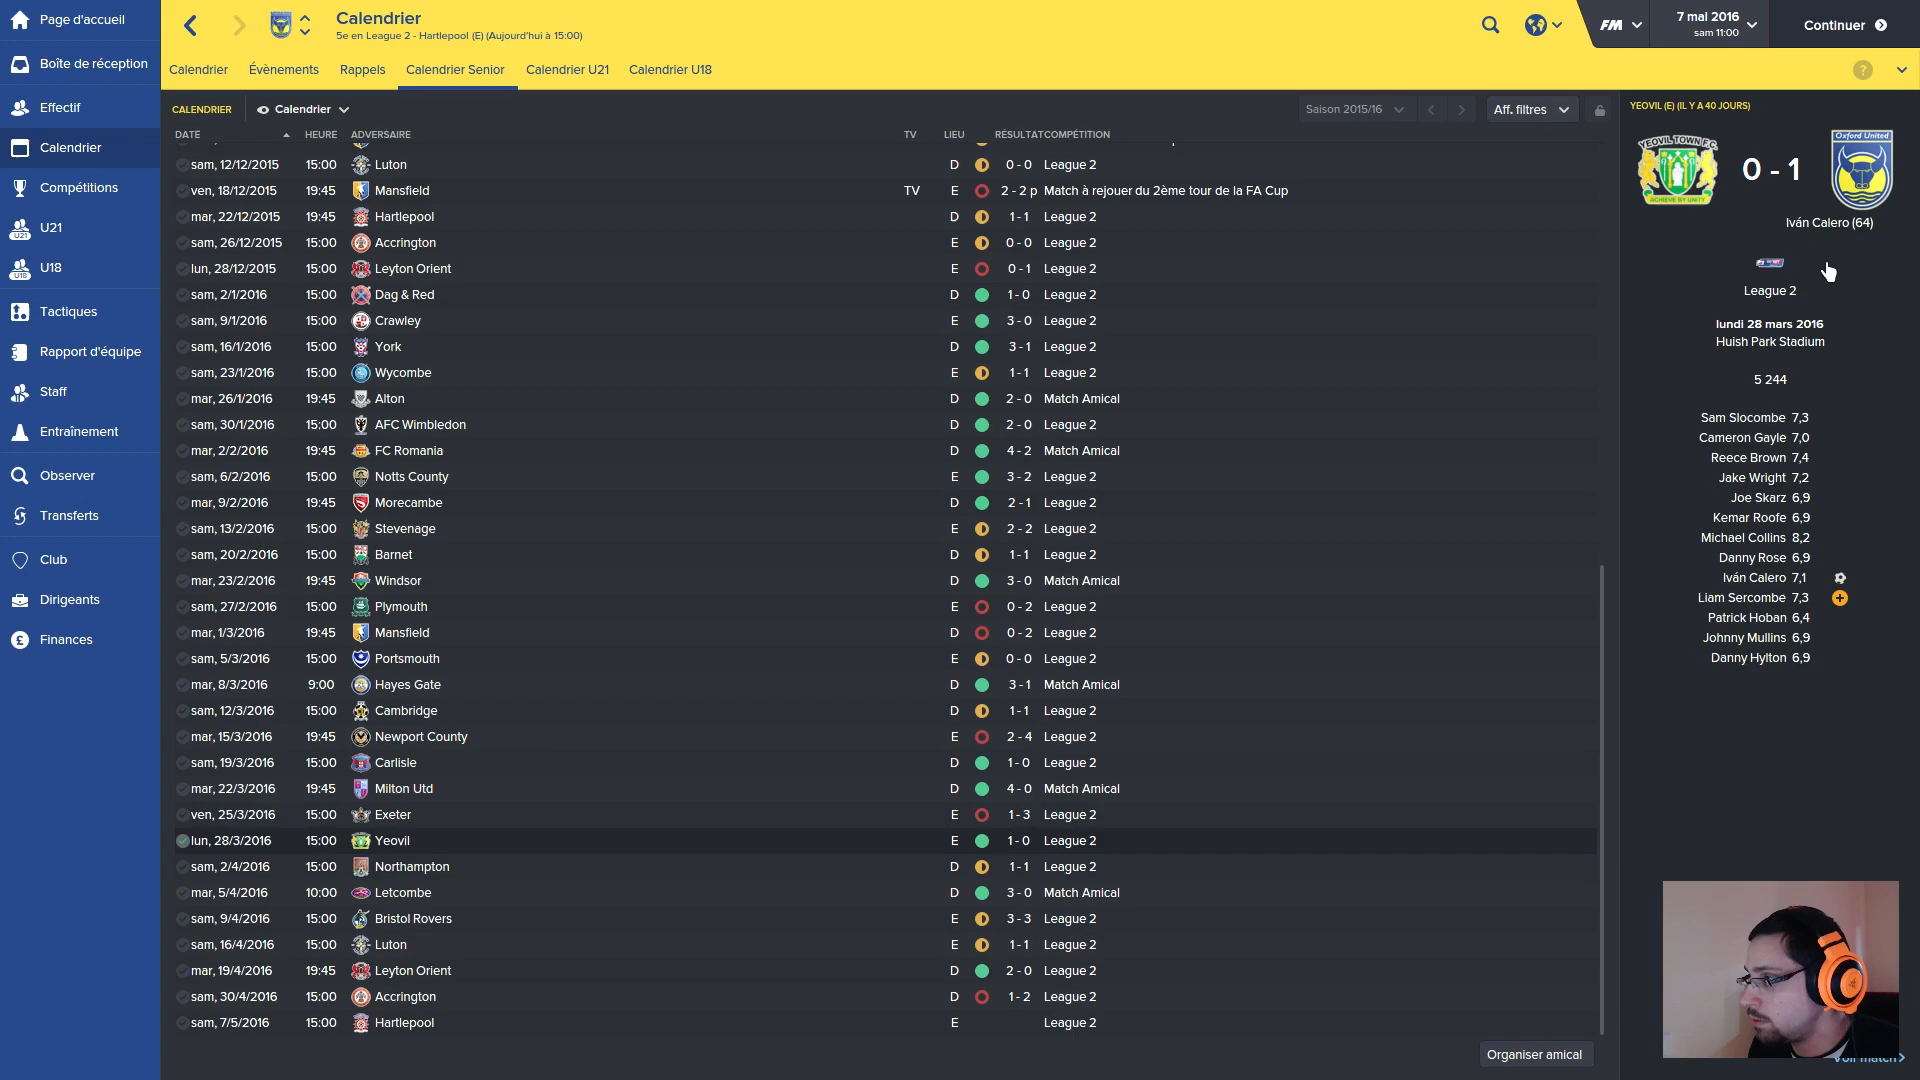 Page d'accueil
Boîte de réception
Effectif
Calendrier
Compétitions
U21
U18
Tactiques
Rapport d'équipe
Staff
Entraînement
Observer
Transferts
Club
Dirigeants
Finances
Calendrier
5e en League 2 - Hartlepool (E) (Aujourd'hui à 15:00)
FM
7 mai 2016
sam 11:00
Continuer
Calendrier Évènements Rappels Calendrier Senior Calendrier U21 Calendrier U18
?
CALENDRIER Calendrier Saison 2015/16 Aff. filtres
DATE HEURE ADVERSAIRE TV LIEU RÉSULTAT COMPÉTITION
sam, 12/12/2015 15:00 Luton D 0 - 0 League 2
ven, 18/12/2015 19:45 Mansfield TV E 2 - 2 p Match à rejouer du 2ème tour de la FA Cup
mar, 22/12/2015 19:45 Hartlepool D 1 - 1 League 2
sam, 26/12/2015 15:00 Accrington E 0 - 0 League 2
lun, 28/12/2015 15:00 Leyton Orient E 0 - 1 League 2
sam, 2/1/2016 15:00 Dag & Red D 1 - 0 League 2
sam, 9/1/2016 15:00 Crawley E 3 - 0 League 2
sam, 16/1/2016 15:00 York D 3 - 1 League 2
sam, 23/1/2016 15:00 Wycombe E 1 - 1 League 2
mar, 26/1/2016 19:45 Alton D 2 - 0 Match Amical
sam, 30/1/2016 15:00 AFC Wimbledon D 2 - 0 League 2
mar, 2/2/2016 19:45 FC Romania D 4 - 2 Match Amical
sam, 6/2/2016 15:00 Notts County E 3 - 2 League 2
mar, 9/2/2016 19:45 Morecambe D 2 - 1 League 2
sam, 13/2/2016 15:00 Stevenage E 2 - 2 League 2
sam, 20/2/2016 15:00 Barnet D 1 - 1 League 2
mar, 23/2/2016 19:45 Windsor D 3 - 0 Match Amical
sam, 27/2/2016 15:00 Plymouth E 0 - 2 League 2
mar, 1/3/2016 19:45 Mansfield D 0 - 2 League 2
sam, 5/3/2016 15:00 Portsmouth E 0 - 0 League 2
mar, 8/3/2016 9:00 Hayes Gate D 3 - 1 Match Amical
sam, 12/3/2016 15:00 Cambridge D 1 - 1 League 2
mar, 15/3/2016 19:45 Newport County E 2 - 4 League 2
sam, 19/3/2016 15:00 Carlisle D 1 - 0 League 2
mar, 22/3/2016 19:45 Milton Utd D 4 - 0 Match Amical
ven, 25/3/2016 15:00 Exeter E 1 - 3 League 2
lun, 28/3/2016 15:00 Yeovil E 1 - 0 League 2
sam, 2/4/2016 15:00 Northampton D 1 - 1 League 2
mar, 5/4/2016 10:00 Letcombe D 3 - 0 Match Amical
sam, 9/4/2016 15:00 Bristol Rovers E 3 - 3 League 2
sam, 16/4/2016 15:00 Luton E 1 - 1 League 2
mar, 19/4/2016 19:45 Leyton Orient D 2 - 0 League 2
sam, 30/4/2016 15:00 Accrington D 1 - 2 League 2
sam, 7/5/2016 15:00 Hartlepool E League 2
Organiser amical
YEOVIL (E) (IL Y A 40 JOURS)
YEOVIL TOWN F.C.
ACHIEVE BY UNITY
0 - 1
Oxford United
Iván Calero (64)
League 2
lundi 28 mars 2016
Huish Park Stadium
5 244
Sam Slocombe 7,3
Cameron Gayle 7,0
Reece Brown 7,4
Jake Wright 7,2
Joe Skarz 6,9
Kemar Roofe 6,9
Michael Collins 8,2
Danny Rose 6,9
Iván Calero 7,1
Liam Sercombe 7,3
Patrick Hoban 6,4
Johnny Mullins 6,9
Danny Hylton 6,9
Voir match